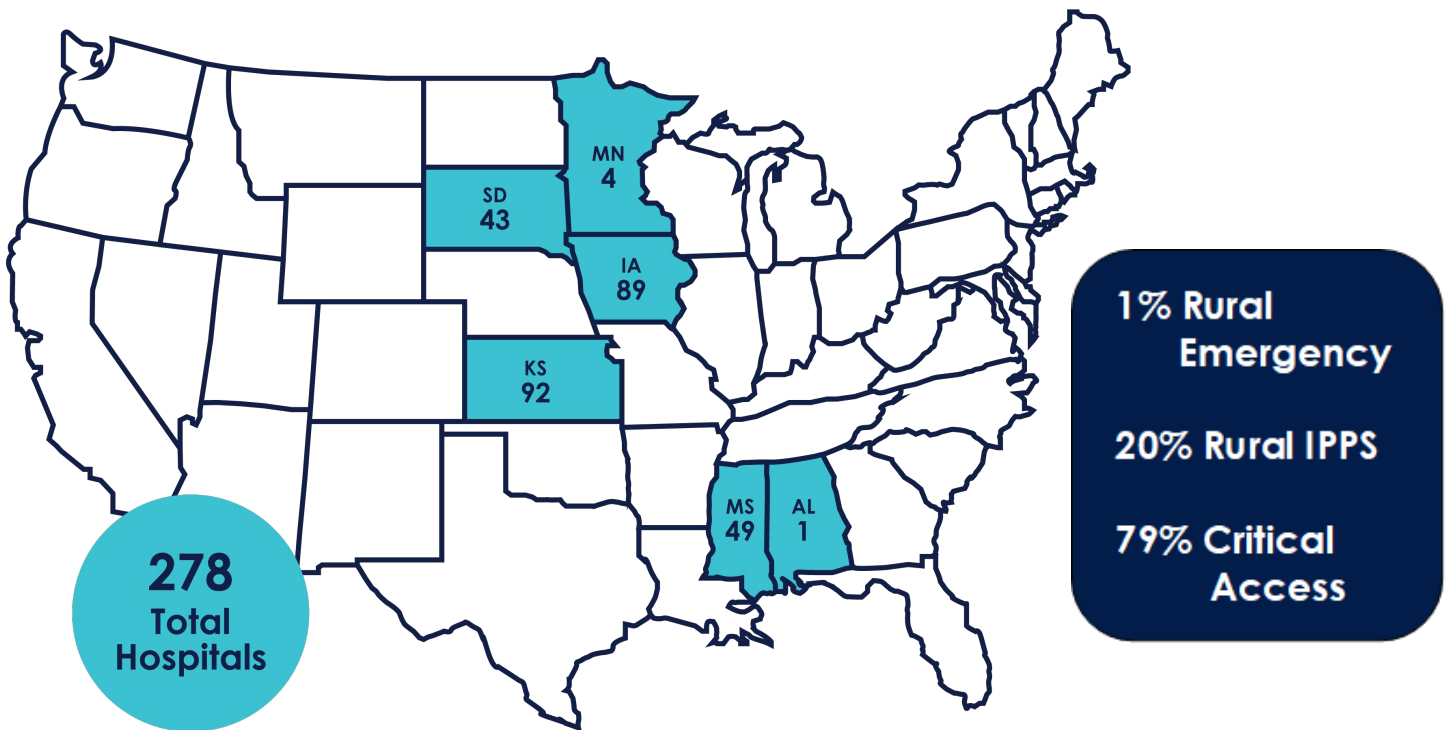 MN
4
SD
43
IA
89
KS
92
MS
49
AL
1
278
Total
Hospitals
1% Rural
Emergency
20% Rural IPPS
79% Critical
Access